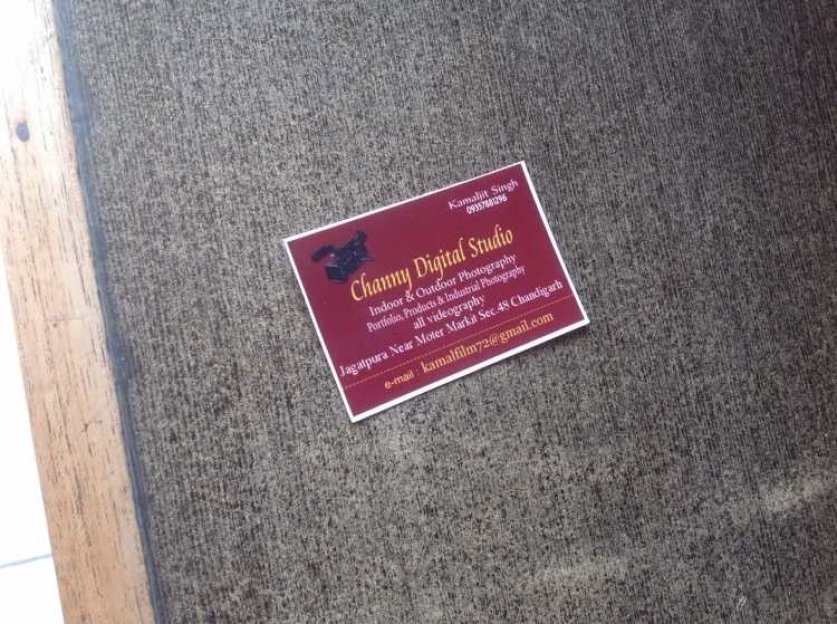 Kamaljit Singh
09357881296
Channy Digital Studio
Indoor & Outdoor Photography
Portfolio, Products & Industrial Photography
all videography
Jagatpura Near Moter Markit Sec.48 Chandigarh
e-mail : kamalfilm72@gmail.com